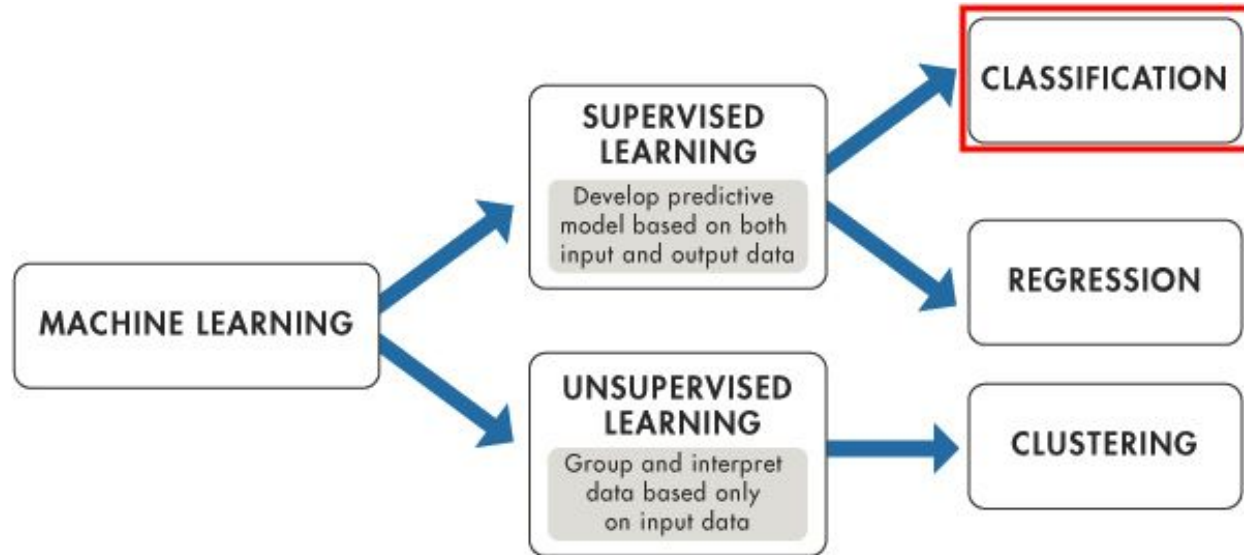 MACHINE LEARNING
SUPERVISED
LEARNING
Develop predictive
model based on both
input and output data
UNSUPERVISED
LEARNING
Group and interpret
data based only
on input data
CLASSIFICATION
REGRESSION
CLUSTERING